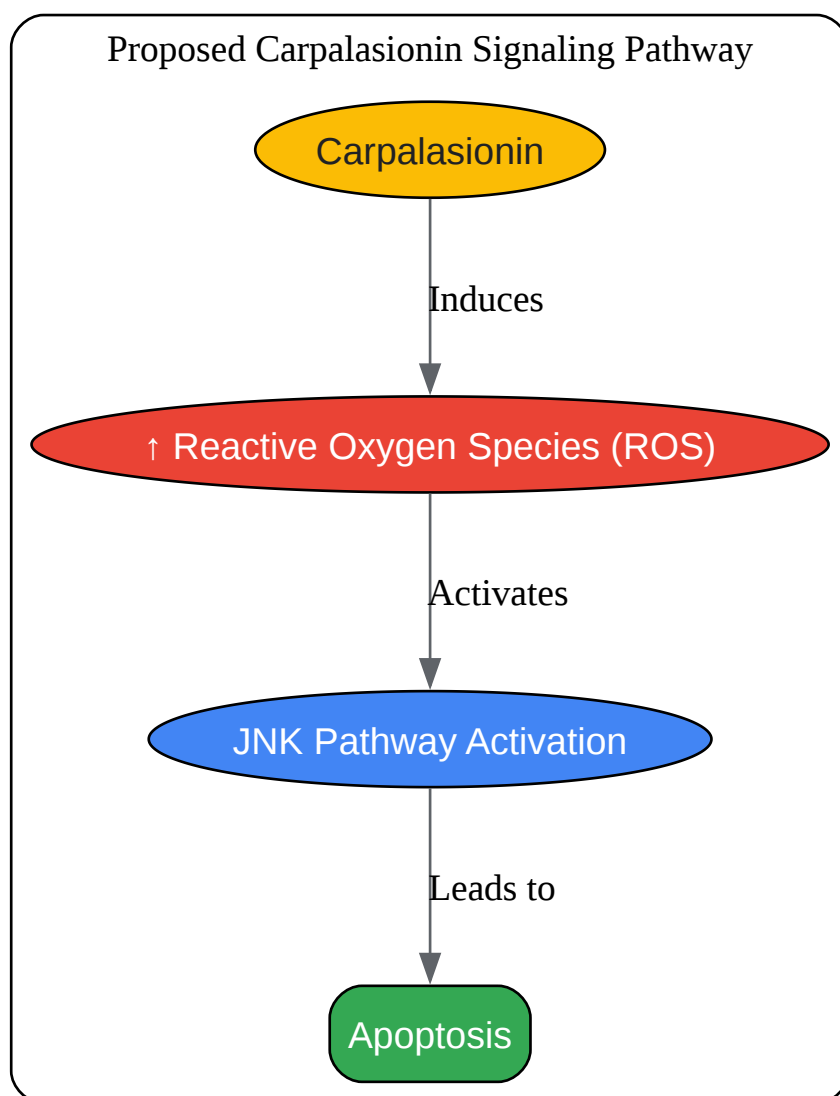 Proposed Carpalasionin Signaling Pathway
Carpalasionin
Induces
↑ Reactive Oxygen Species (ROS)
Activates
JNK Pathway Activation
Leads to
Apoptosis